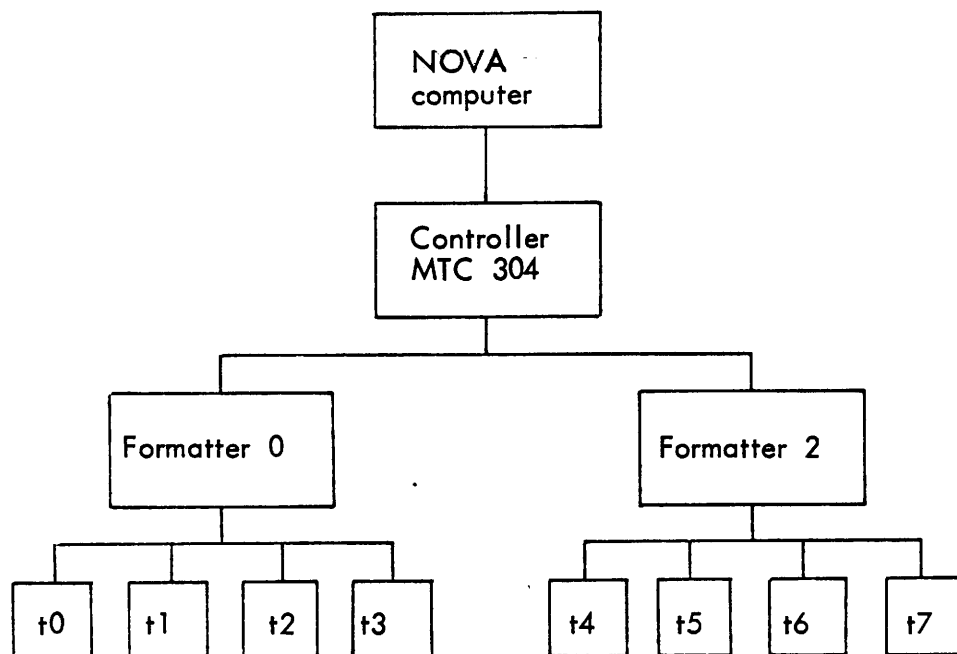 NOVA
computer
Controller
MTC 304
Formatter 0
Formatter 2
t0
t1
t2
t3
t4
t5
t6
t7